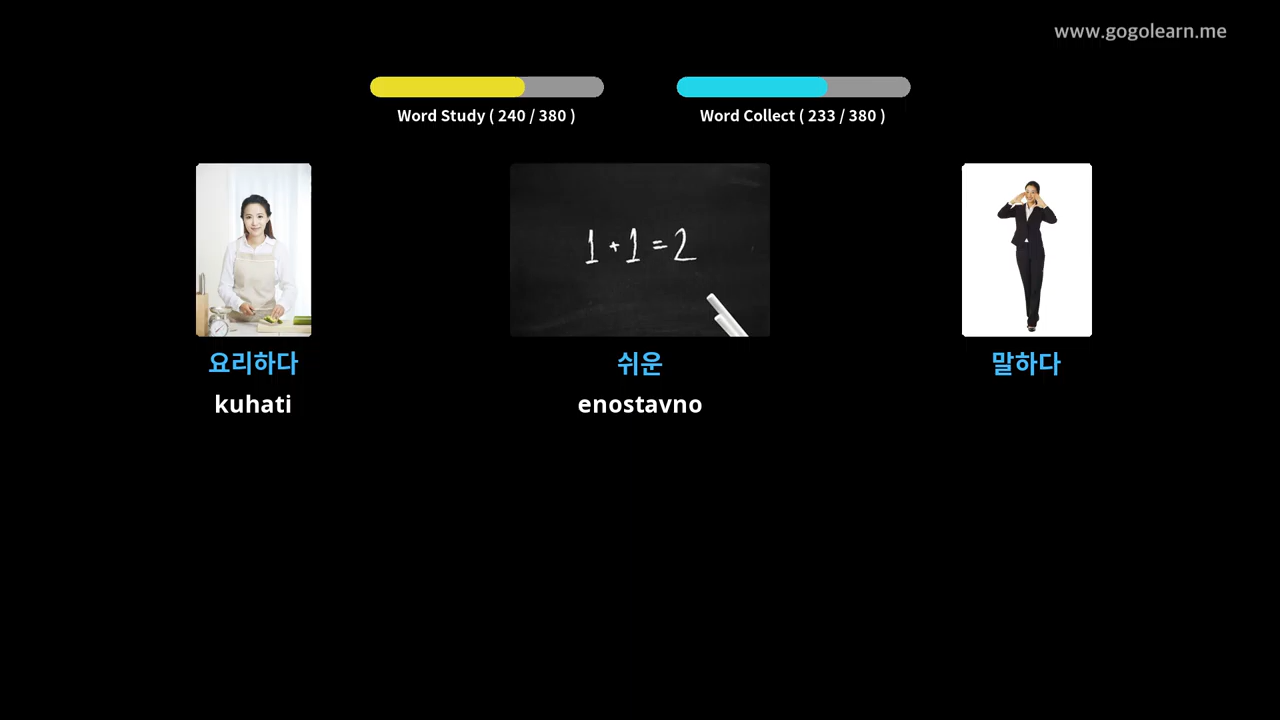 www.gogolearn.me
Word Study ( 240 / 380 )
Word Collect ( 233 / 380 )
1+1=2
요리하다
쉬운
말하다
kuhati
enostavno